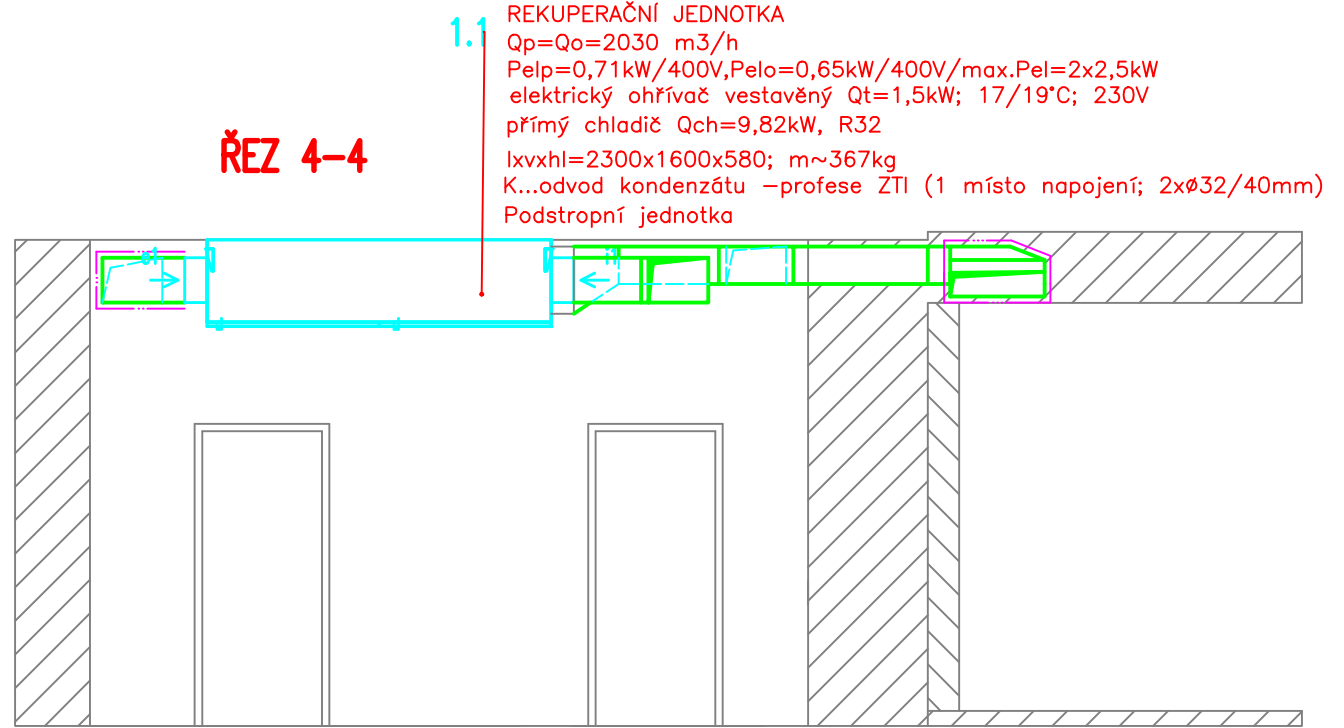 1.1
REKUPERAČNÍ JEDNOTKA
Qp=Qo=2030 m3/h
Pelp=0,71kW/400V,Pelo=0,65kW/400V/max.Pel=2x2,5kW
elektrický ohřívač vestavěný Qt=1,5kW; 17/19°C; 230V
přímý chladič Qch=9,82kW, R32
lxvxhl=2300x1600x580; m~367kg
K...odvod kondenzátu –profese ZTI (1 místo napojení; 2xø32/40mm)
Podstropní jednotka
ŘEZ 4–4